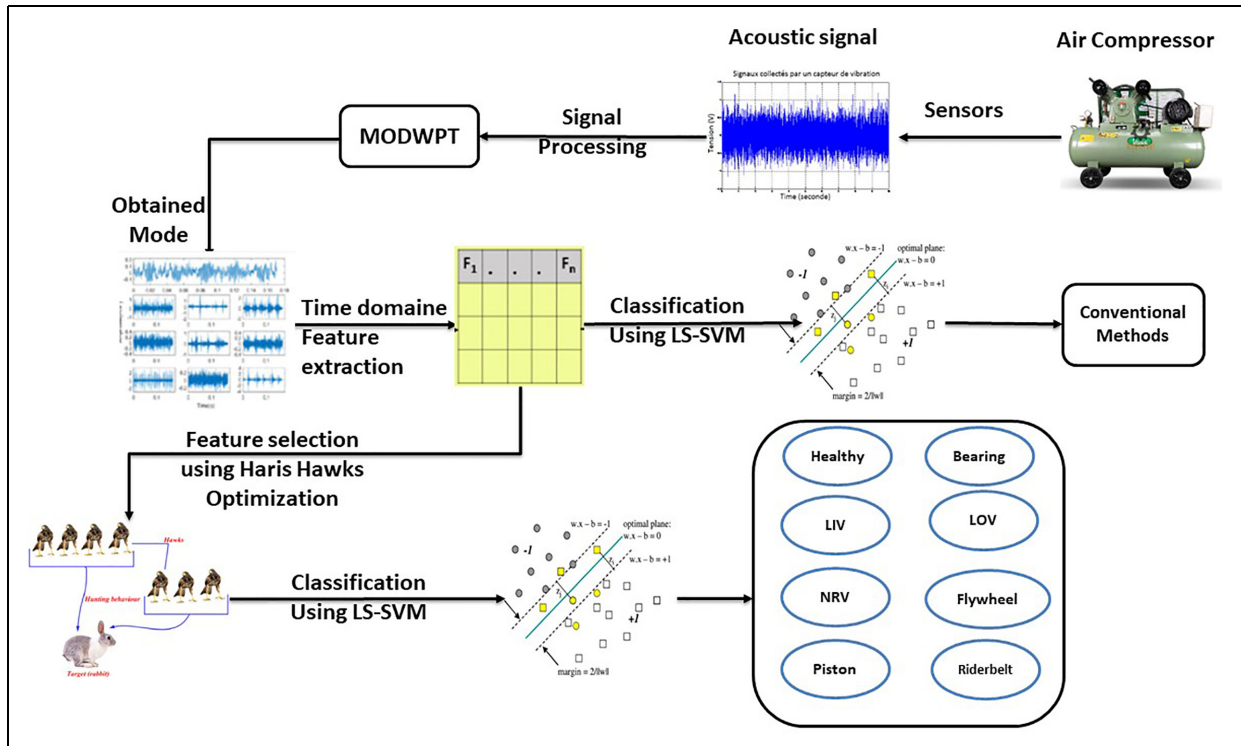 Acoustic signal
Air Compressor
Signaux collectés par un capteur de vibration
Tension (V)
Time (seconde)
Sensors
Signal
Processing
MODWPT
Obtained
Mode
Time(s)
Time domaine
Feature
extraction
F1 . . . Fn
Classification
Using LS-SVM
w.x – b = -1
optimal plane:
w.x – b = 0
w.x – b = +1
-1
+1
margin = 2/||w||
Conventional
Methods
Feature selection
using Haris Hawks
Optimization
Hawks
Hunting behaviour
Target (rabbit)
Classification
Using LS-SVM
w.x – b = -1
optimal plane:
w.x – b = 0
w.x – b = +1
-1
+1
margin = 2/||w||
Healthy
Bearing
LIV
LOV
NRV
Flywheel
Piston
Riderbelt